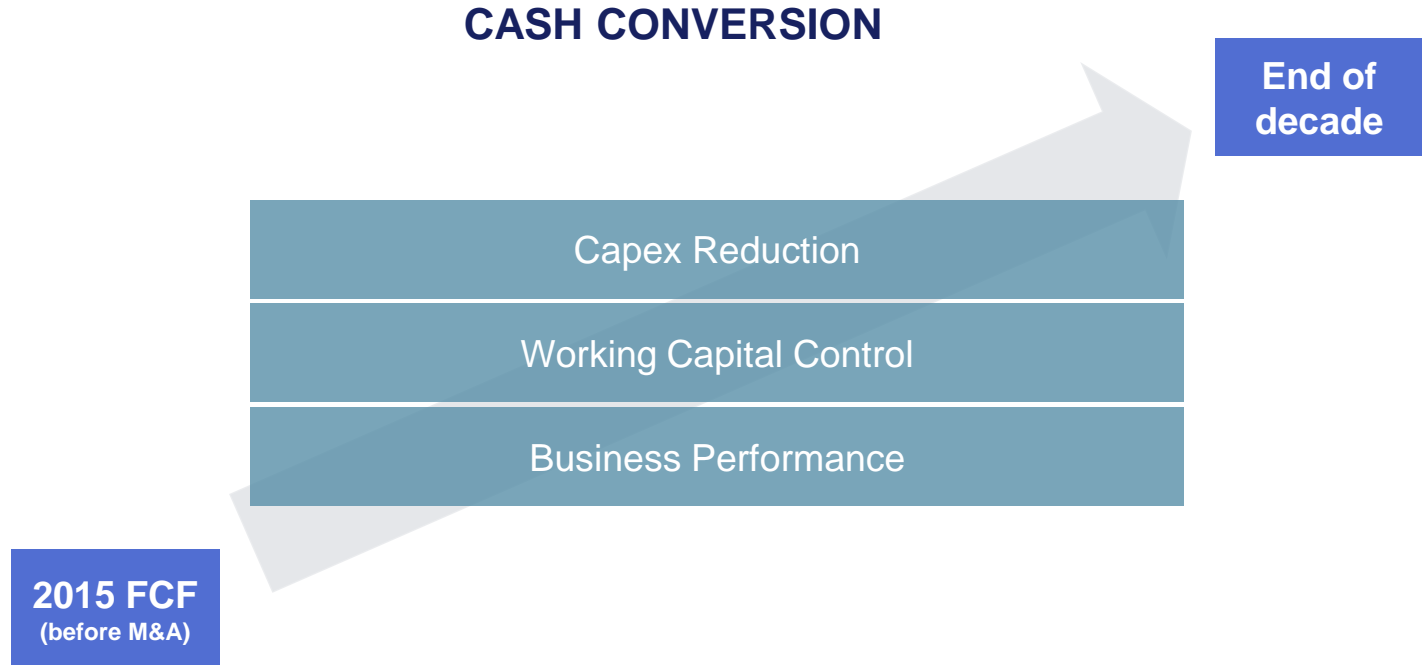 CASH CONVERSION
End of
decade
Capex Reduction
Working Capital Control
Business Performance
2015 FCF
(before M&A)